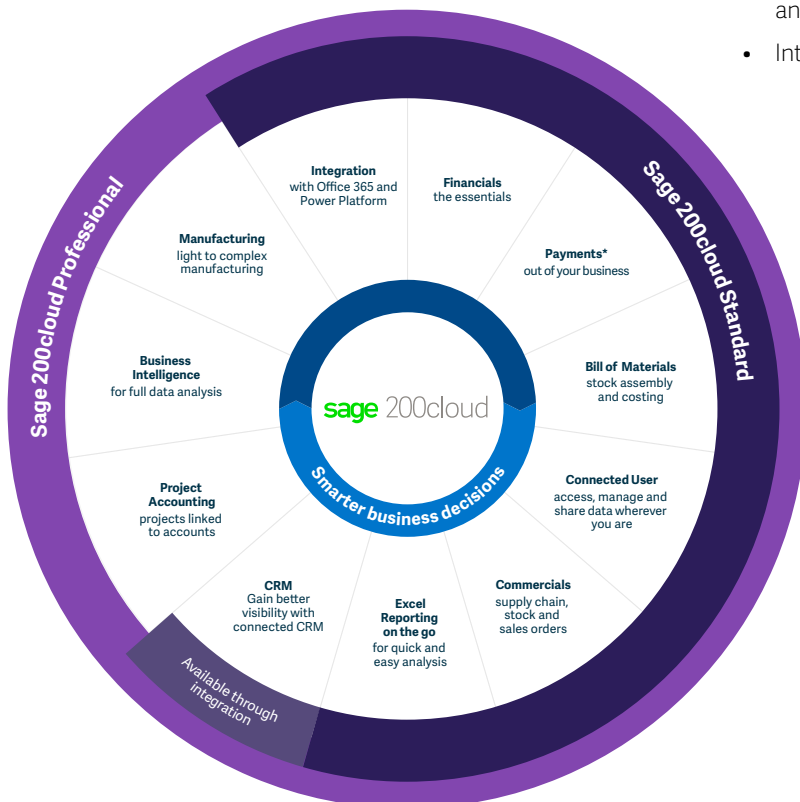 an
• Int
Sage 200cloud Professional
Sage 200cloud Standard
Integration
with Office 365 and
Power Platform
Financials
the essentials
Payments*
out of your business
Bill of Materials
stock assembly
and costing
Connected User
access, manage and
share data wherever
you are
Commercials
supply chain,
stock and
sales orders
Excel
Reporting
on the go
for quick and
easy analysis
CRM
Gain better
visibility with
connected CRM
Available through
integration
Project
Accounting
projects linked
to accounts
Business
Intelligence
for full data analysis
Manufacturing
light to complex
manufacturing
sage 200cloud
Smarter business decisions